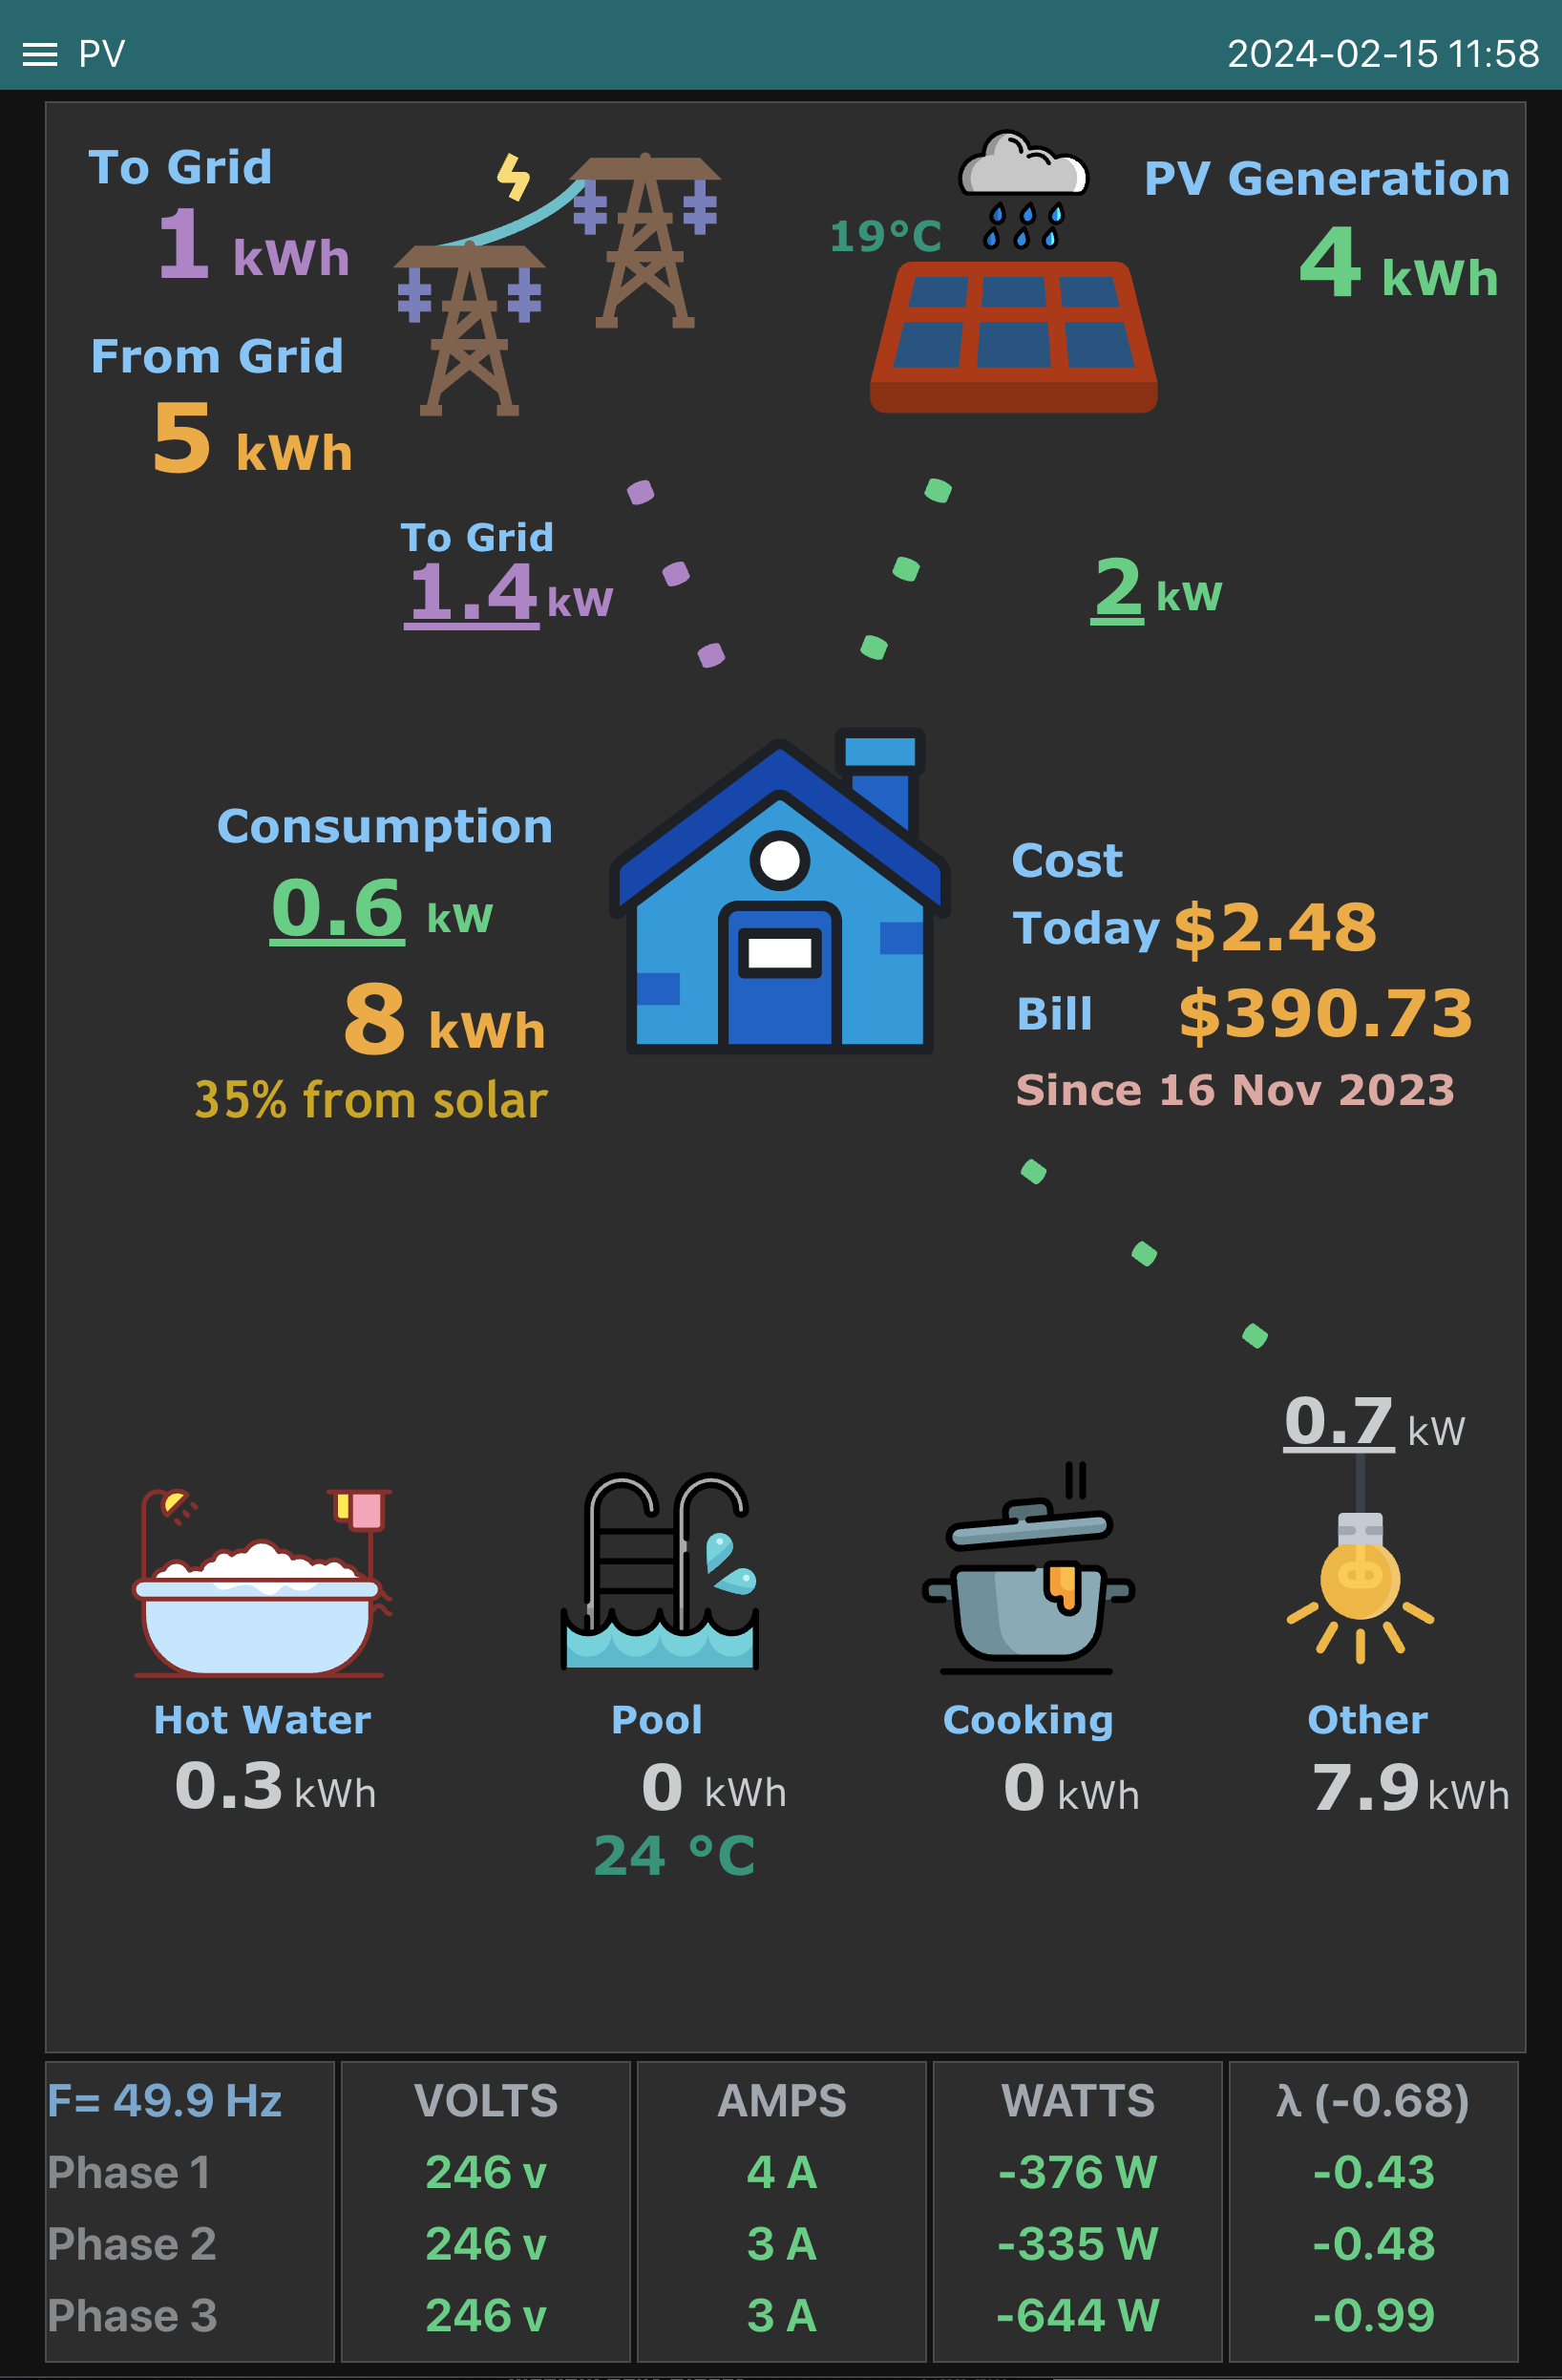 PV 2024-02-15 11:58
To Grid
1 kWh
From Grid
5 kWh
19°C
PV Generation
4 kWh
To Grid
1.4 kW
2 kW
Consumption
0.6 kW
8 kWh
35% from solar
Cost
Today $2.48
Bill $390.73
Since 16 Nov 2023
0.7 kW
Hot Water Pool Cooking Other
0.3 kWh 0 kWh 0 kWh 7.9 kWh
24 °C
F= 49.9 Hz VOLTS AMPS WATTS λ (-0.68)
Phase 1 246 v 4 A -376 W -0.43
Phase 2 246 v 3 A -335 W -0.48
Phase 3 246 v 3 A -644 W -0.99